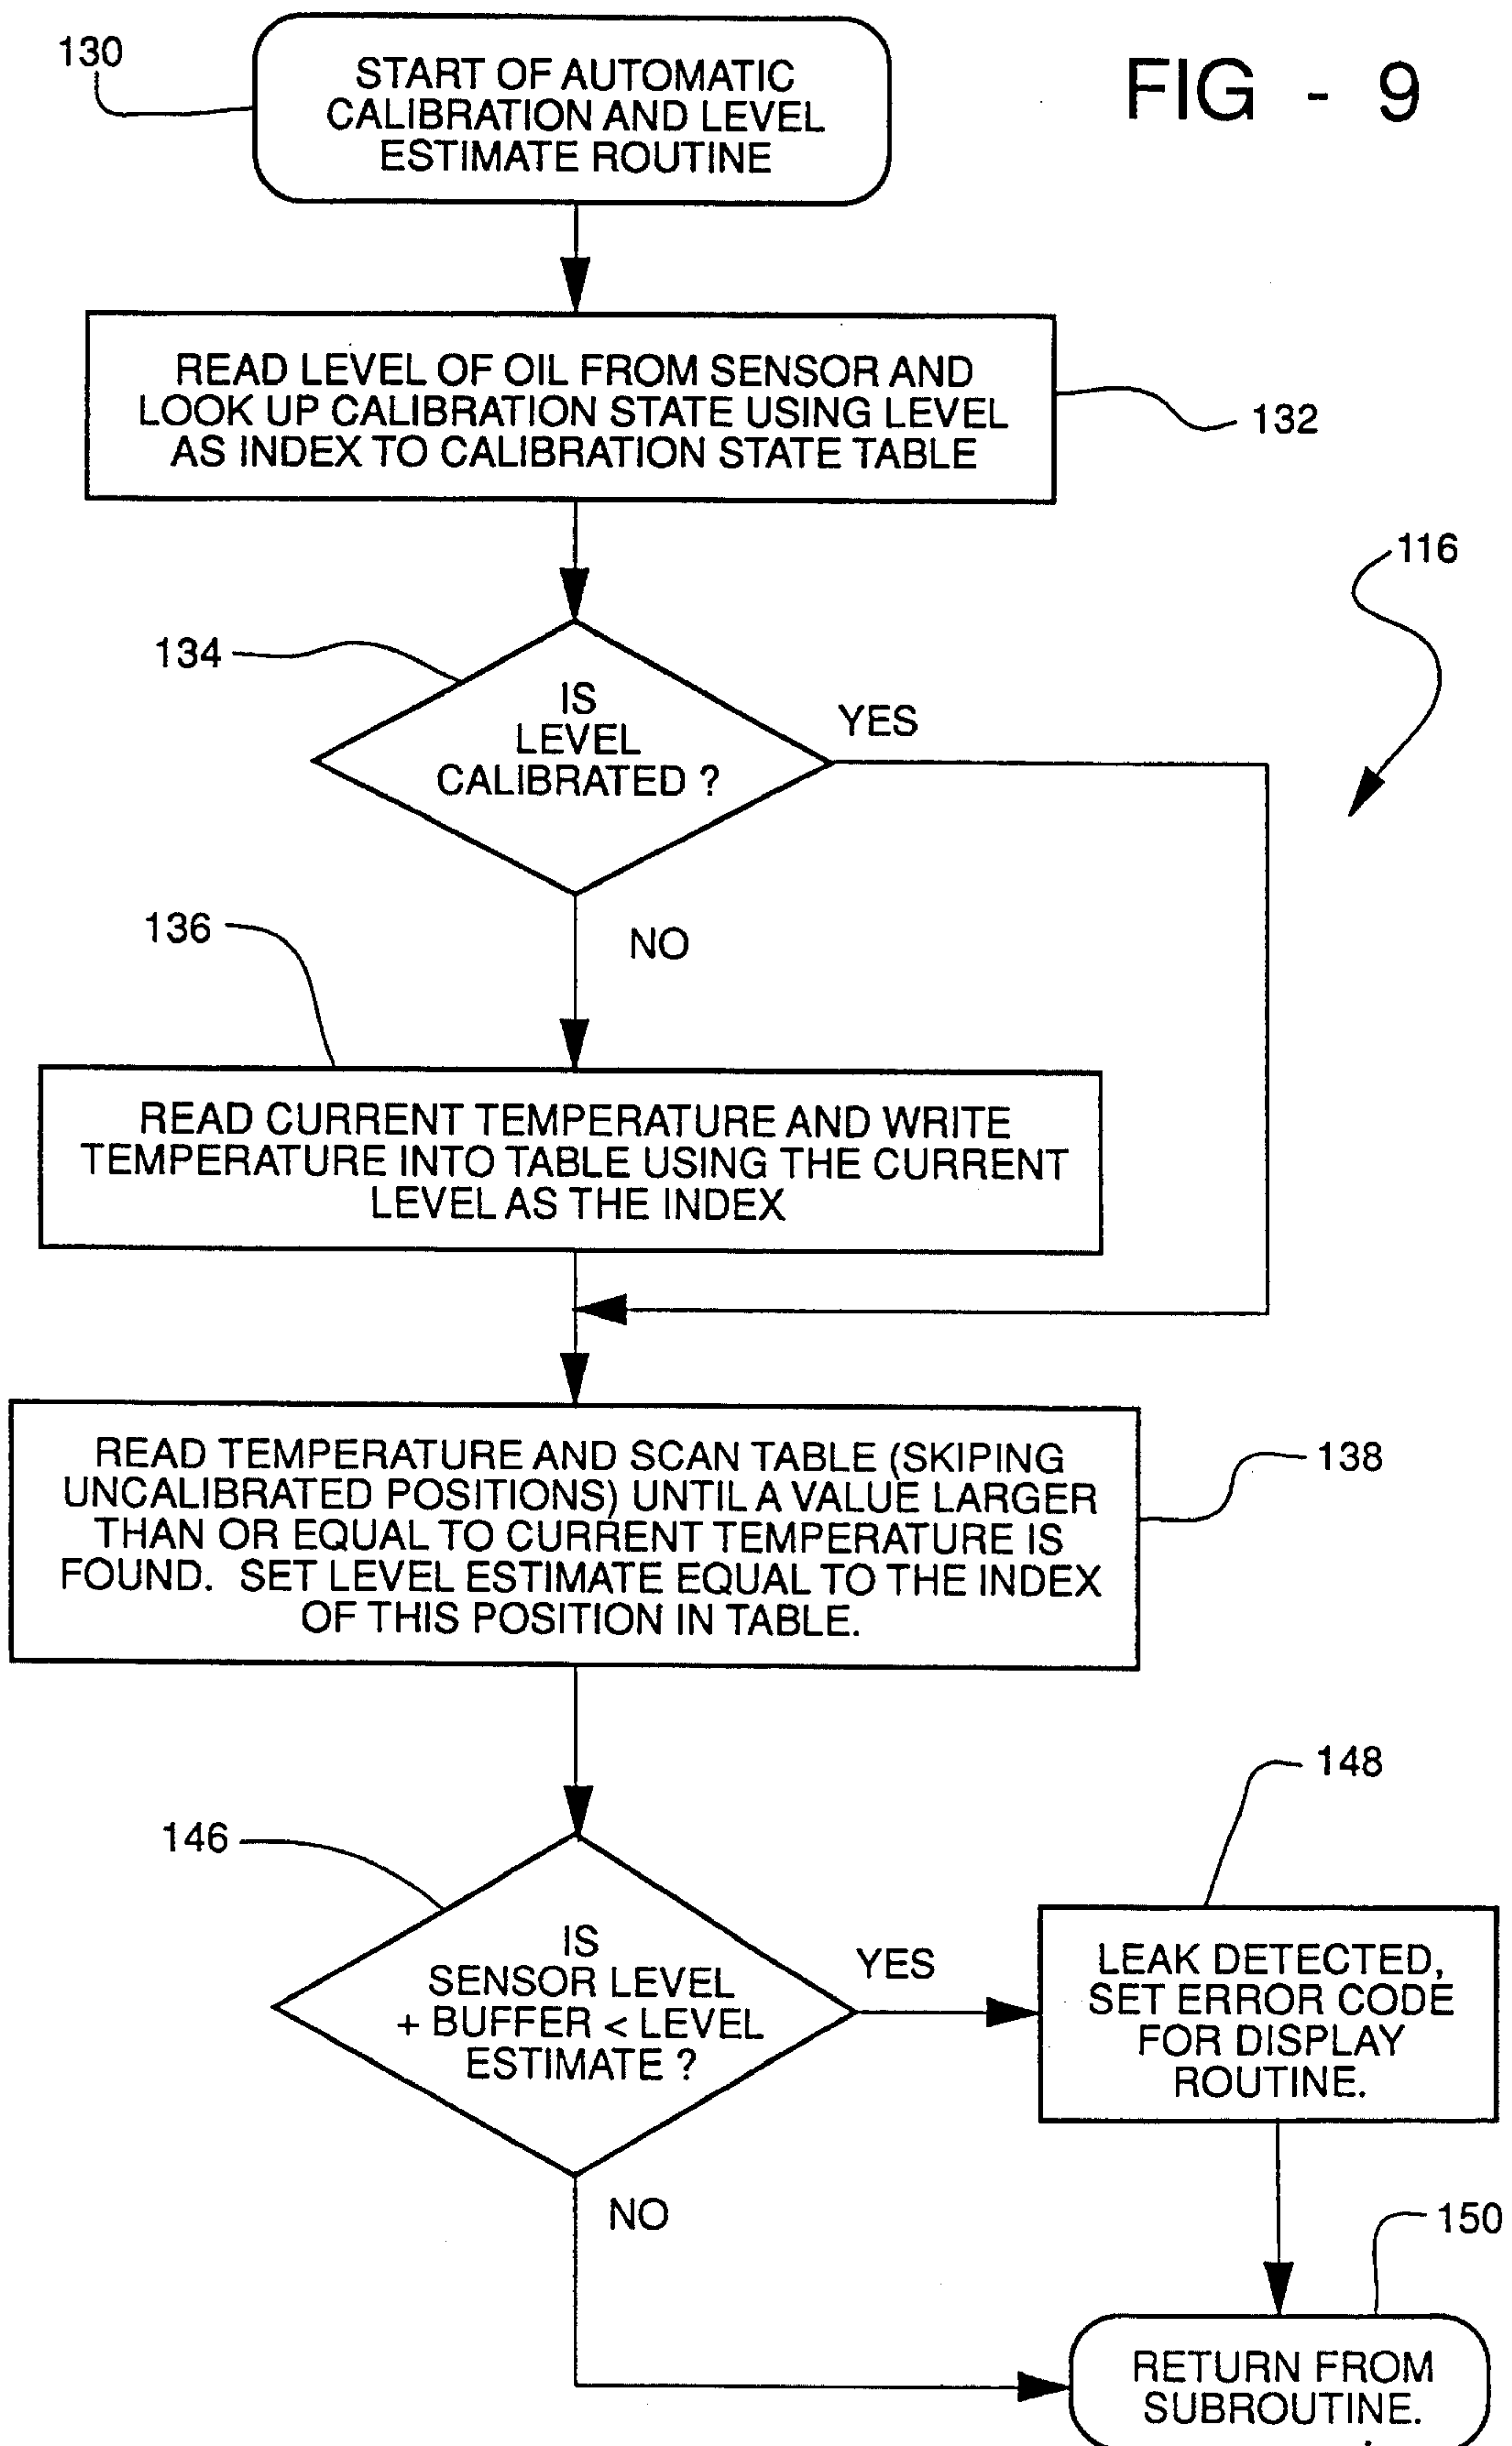 130
START OF AUTOMATIC
CALIBRATION AND LEVEL
ESTIMATE ROUTINE
FIG - 9
READ LEVEL OF OIL FROM SENSOR AND
LOOK UP CALIBRATION STATE USING LEVEL
AS INDEX TO CALIBRATION STATE TABLE
132
116
134
IS
LEVEL
CALIBRATED ?
YES
136
NO
READ CURRENT TEMPERATURE AND WRITE
TEMPERATURE INTO TABLE USING THE CURRENT
LEVEL AS THE INDEX
READ TEMPERATURE AND SCAN TABLE (SKIPING
UNCALIBRATED POSITIONS) UNTIL A VALUE LARGER
THAN OR EQUAL TO CURRENT TEMPERATURE IS
FOUND. SET LEVEL ESTIMATE EQUAL TO THE INDEX
OF THIS POSITION IN TABLE.
138
148
146
IS
SENSOR LEVEL
+ BUFFER < LEVEL
ESTIMATE ?
YES
LEAK DETECTED,
SET ERROR CODE
FOR DISPLAY
ROUTINE.
NO
150
RETURN FROM
SUBROUTINE.